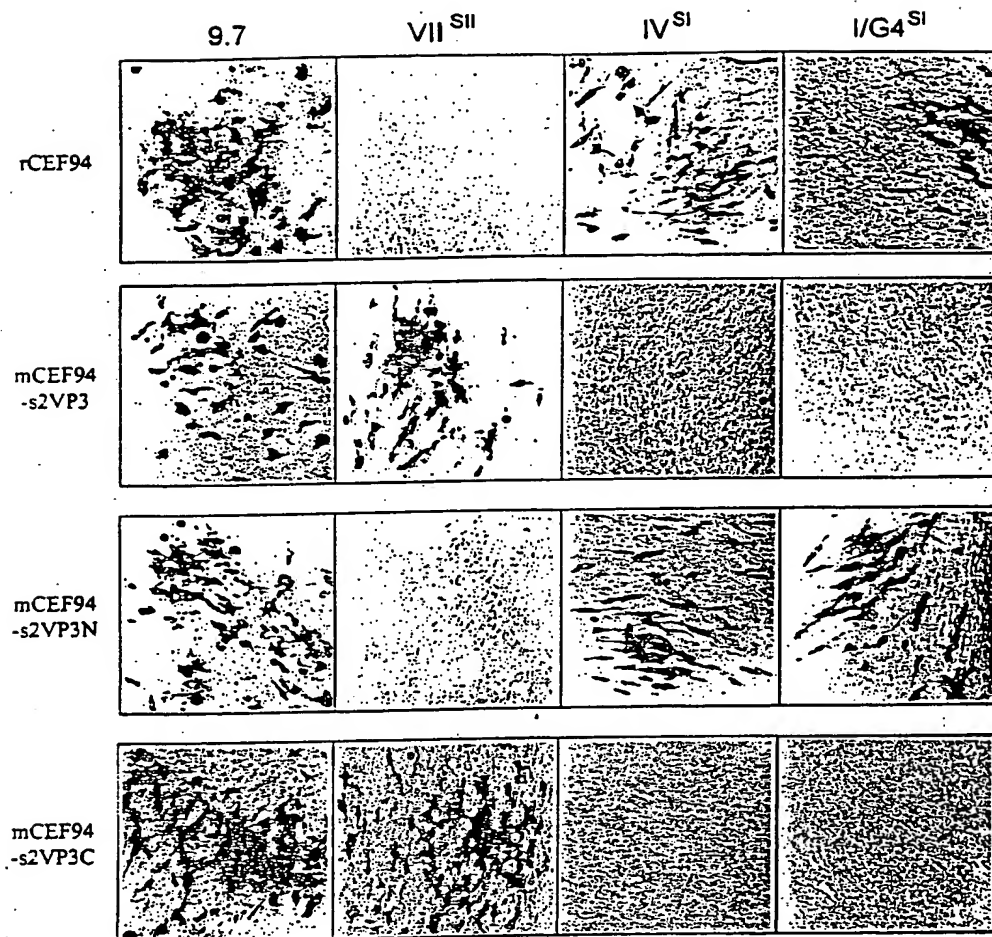 9.7 VII SII IV SI I/G4 SI
rCEF94
mCEF94
-s2VP3
mCEF94
-s2VP3N
mCEF94
-s2VP3C